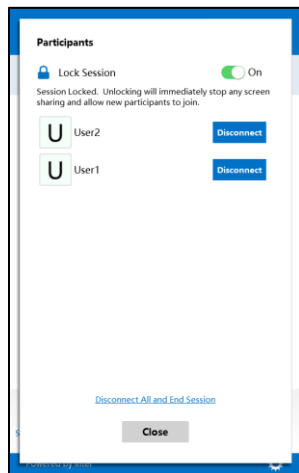 Participants
Lock Session
On
Session Locked. Unlocking will immediately stop any screen
sharing and allow new participants to join.
U
User2
Disconnect
U
User1
Disconnect
Disconnect All and End Session
Close
Powered by